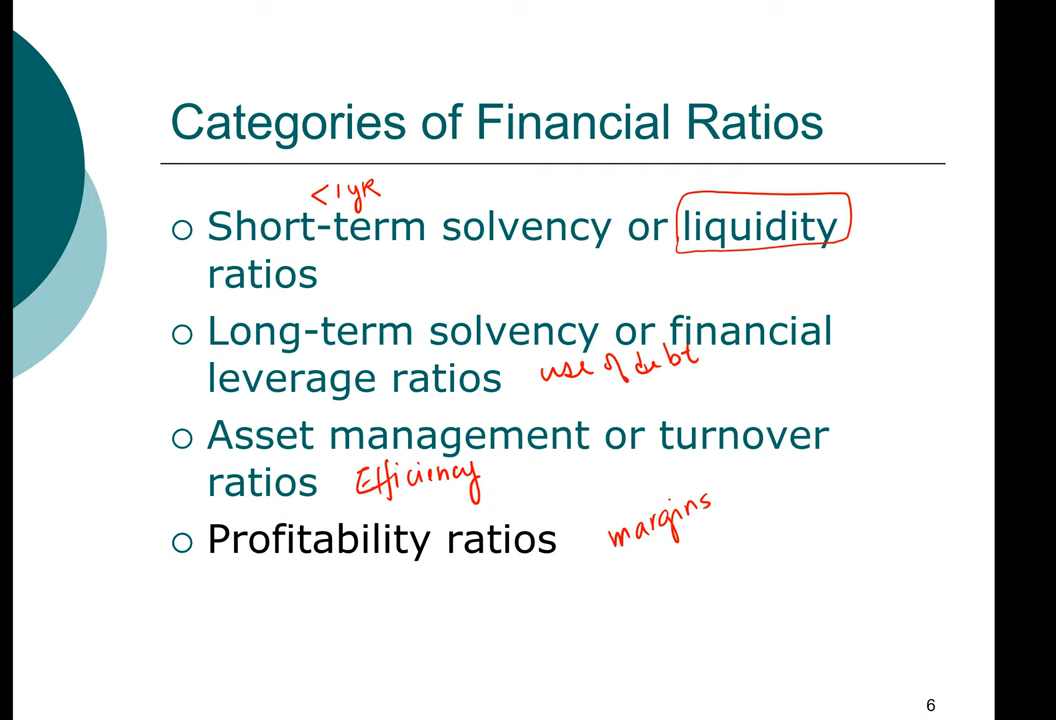 Categories of Financial Ratios
<1 yR
Short-term solvency or liquidity
ratios
Long-term solvency or financial
leverage ratios use of debt
Asset management or turnover
ratios Efficiency
Profitability ratios margins
6